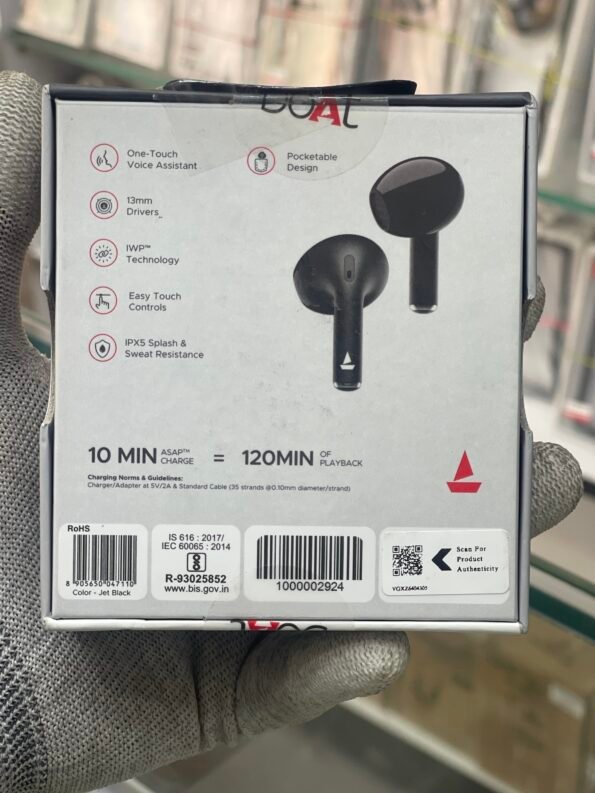 boAt
One-Touch
Voice Assistant
Pocketable
Design
13mm
Drivers
IWP™
Technology
Easy Touch
Controls
IPX5 Splash &
Sweat Resistance
10 MIN ASAP™ CHARGE = 120MIN OF PLAYBACK
Charging Norms & Guidelines:
Charger/Adapter at 5V/2A & Standard Cable (35 strands @0.10mm diameter/strand)
RoHS
8 905650 047110
Color - Jet Black
IS 616 : 2017/
IEC 60065 : 2014
R-93025852
www.bis.gov.in
1000002924
Scan For
Product
Authenticity
boAt